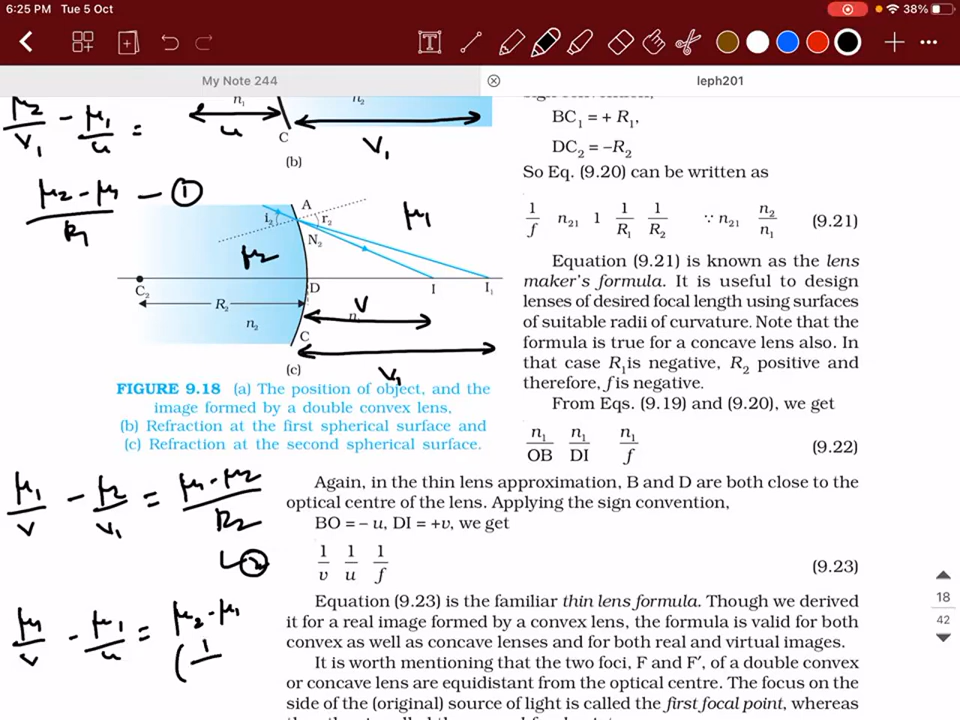 6:25 PM Tue 5 Oct
38%
My Note 244
leph201
μ₂/v₁ − μ₁/u =
n₁
u
C
n₂
V₁
(b)
μ₂ − μ₁ / R₁ — ①
A
i₂
r₂
N₂
μ₁
μ₂
C₂
D
I
I₁
R₂
n₂
V
n₁
C
V₁
(c)
FIGURE 9.18 (a) The position of object, and the
image formed by a double convex lens,
(b) Refraction at the first spherical surface and
(c) Refraction at the second spherical surface.
μ₁/v − μ₂/v₁ = μ₁ − μ₂ / R₂
↳②
μ₁/v − μ₁/u = μ₂ − μ₁
( 1
BC₁ = + R₁,
DC₂ = –R₂
So Eq. (9.20) can be written as
1/f n₂₁ 1 1/R₁ 1/R₂ ∵ n₂₁ n₂/n₁ (9.21)
Equation (9.21) is known as the lens
maker's formula. It is useful to design
lenses of desired focal length using surfaces
of suitable radii of curvature. Note that the
formula is true for a concave lens also. In
that case R₁is negative, R₂ positive and
therefore, f is negative.
From Eqs. (9.19) and (9.20), we get
n₁/OB n₁/DI n₁/f (9.22)
Again, in the thin lens approximation, B and D are both close to the
optical centre of the lens. Applying the sign convention,
BO = – u, DI = +v, we get
1/v 1/u 1/f (9.23)
Equation (9.23) is the familiar thin lens formula. Though we derived
it for a real image formed by a convex lens, the formula is valid for both
convex as well as concave lenses and for both real and virtual images.
It is worth mentioning that the two foci, F and F′, of a double convex
or concave lens are equidistant from the optical centre. The focus on the
side of the (original) source of light is called the first focal point, whereas
18
42